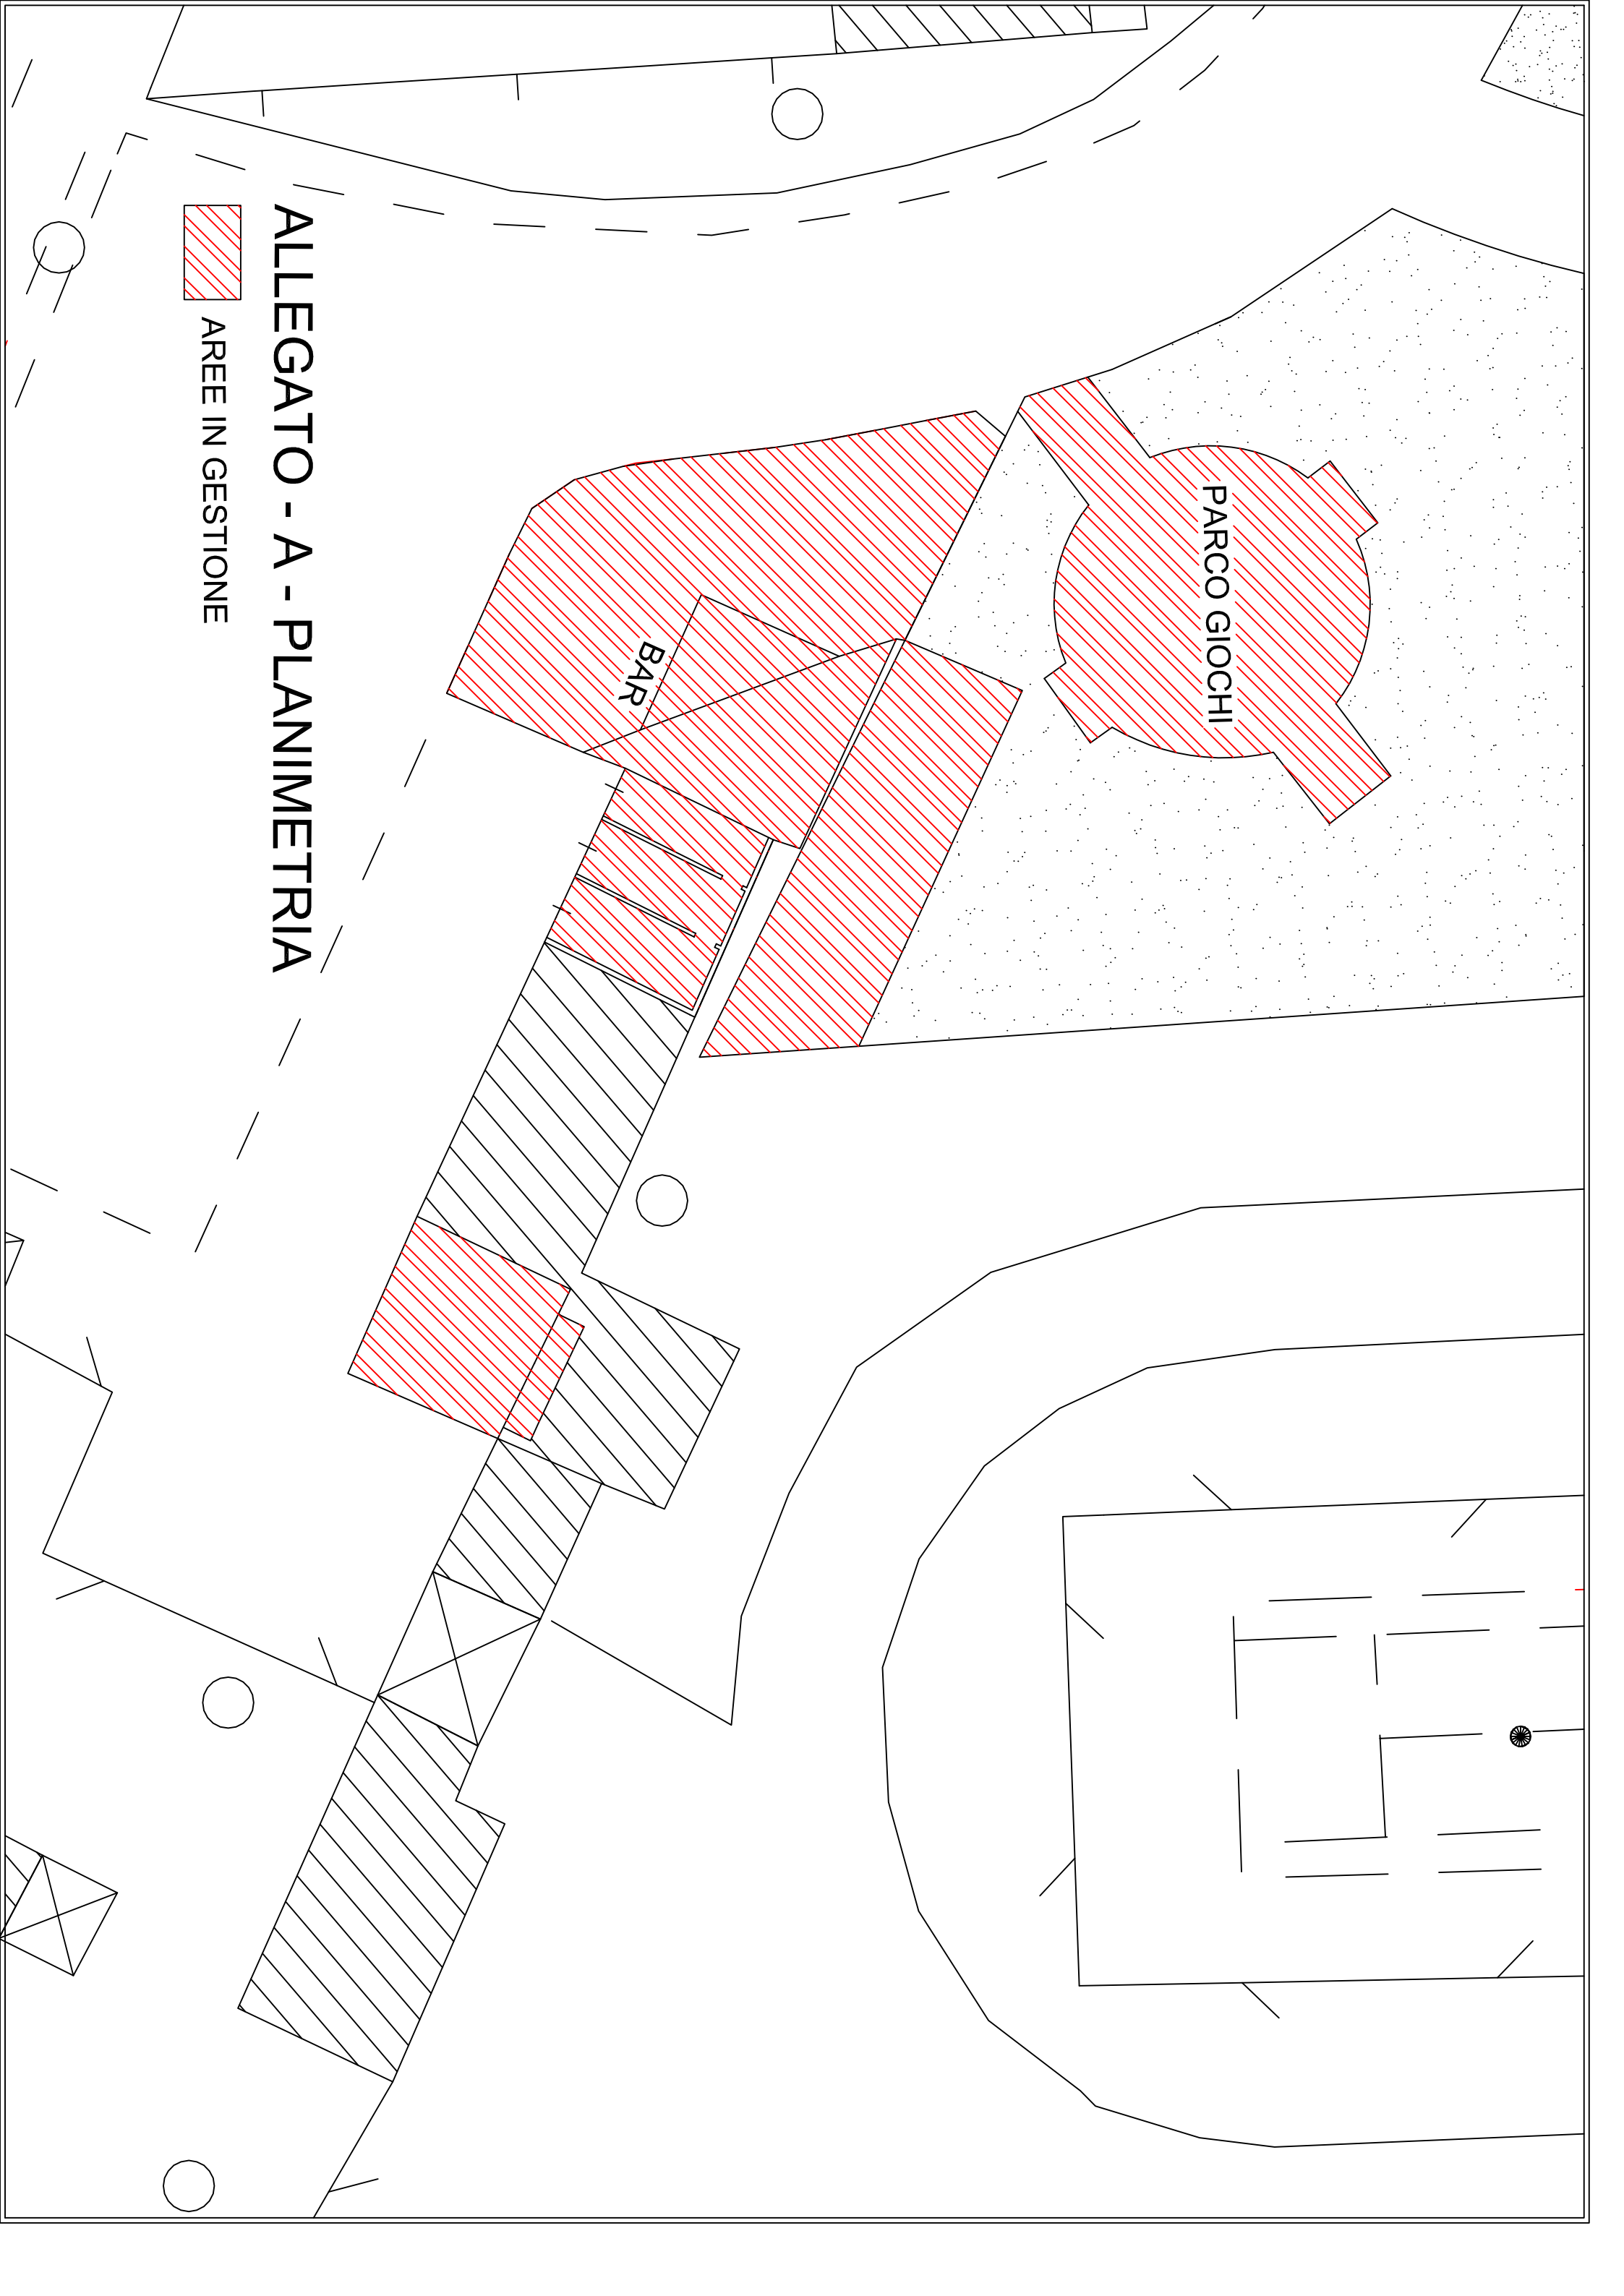 ALLEGATO - A - PLANIMETRIA
AREE IN GESTIONE
PARCO GIOCHI
BAR